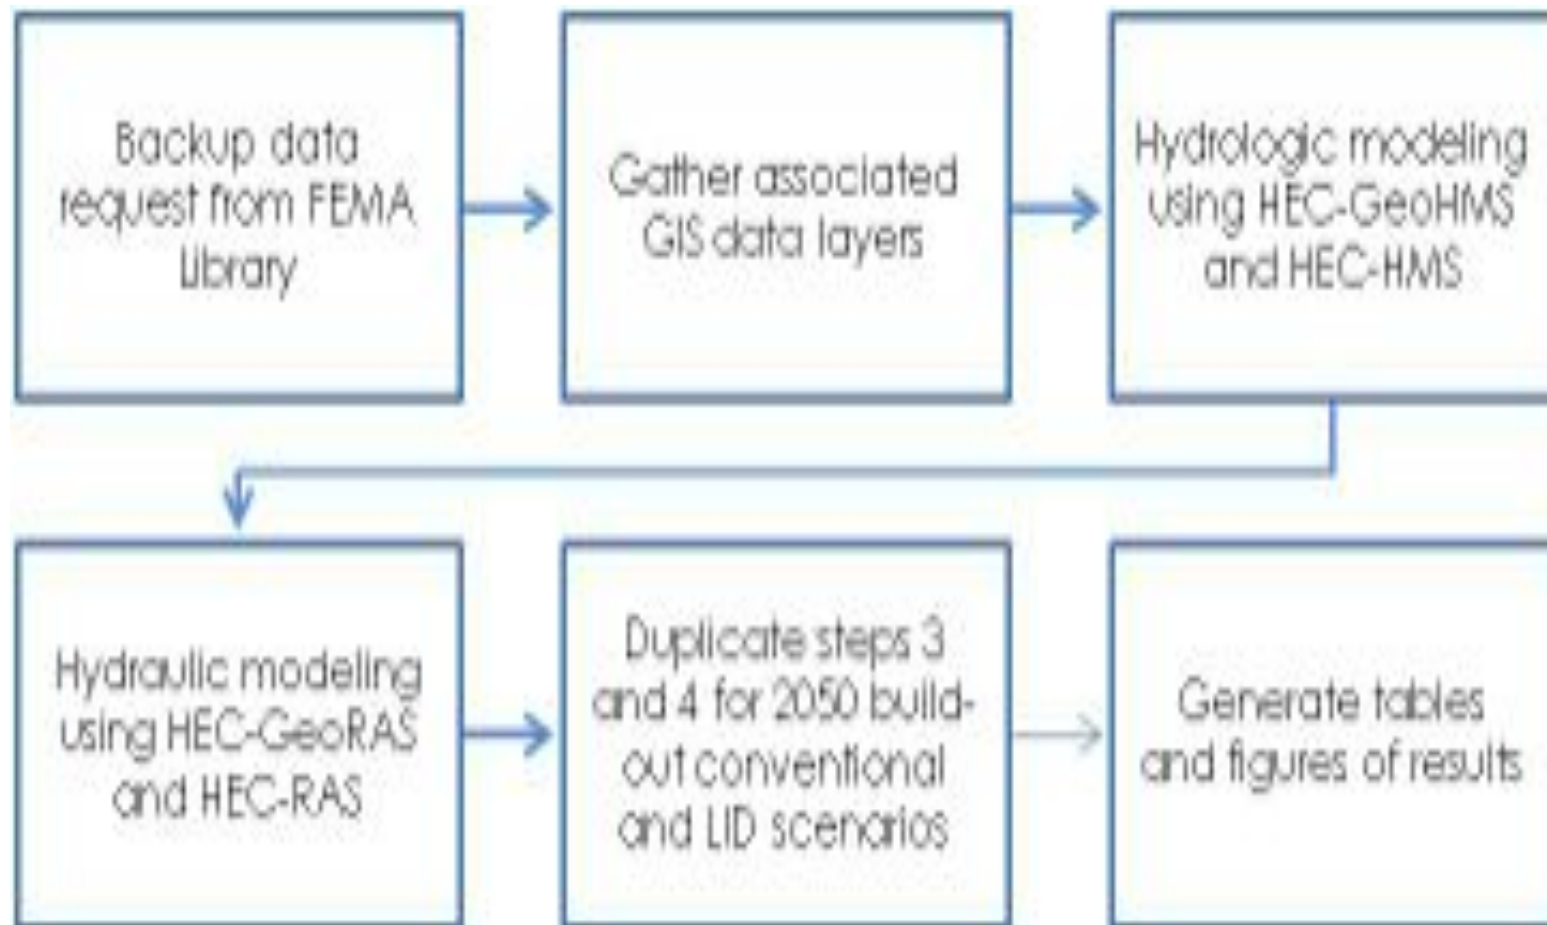 Backup data
request from FEMA
Library
Gather associated
GIS data layers
Hydrologic modeling
using HEC-GeoHMS
and HEC-HMS
Hydraulic modeling
using HEC-GeoRAS
and HEC-RAS
Duplicate steps 3
and 4 for 2050 build-
out conventional
and LID scenarios
Generate tables
and figures of results